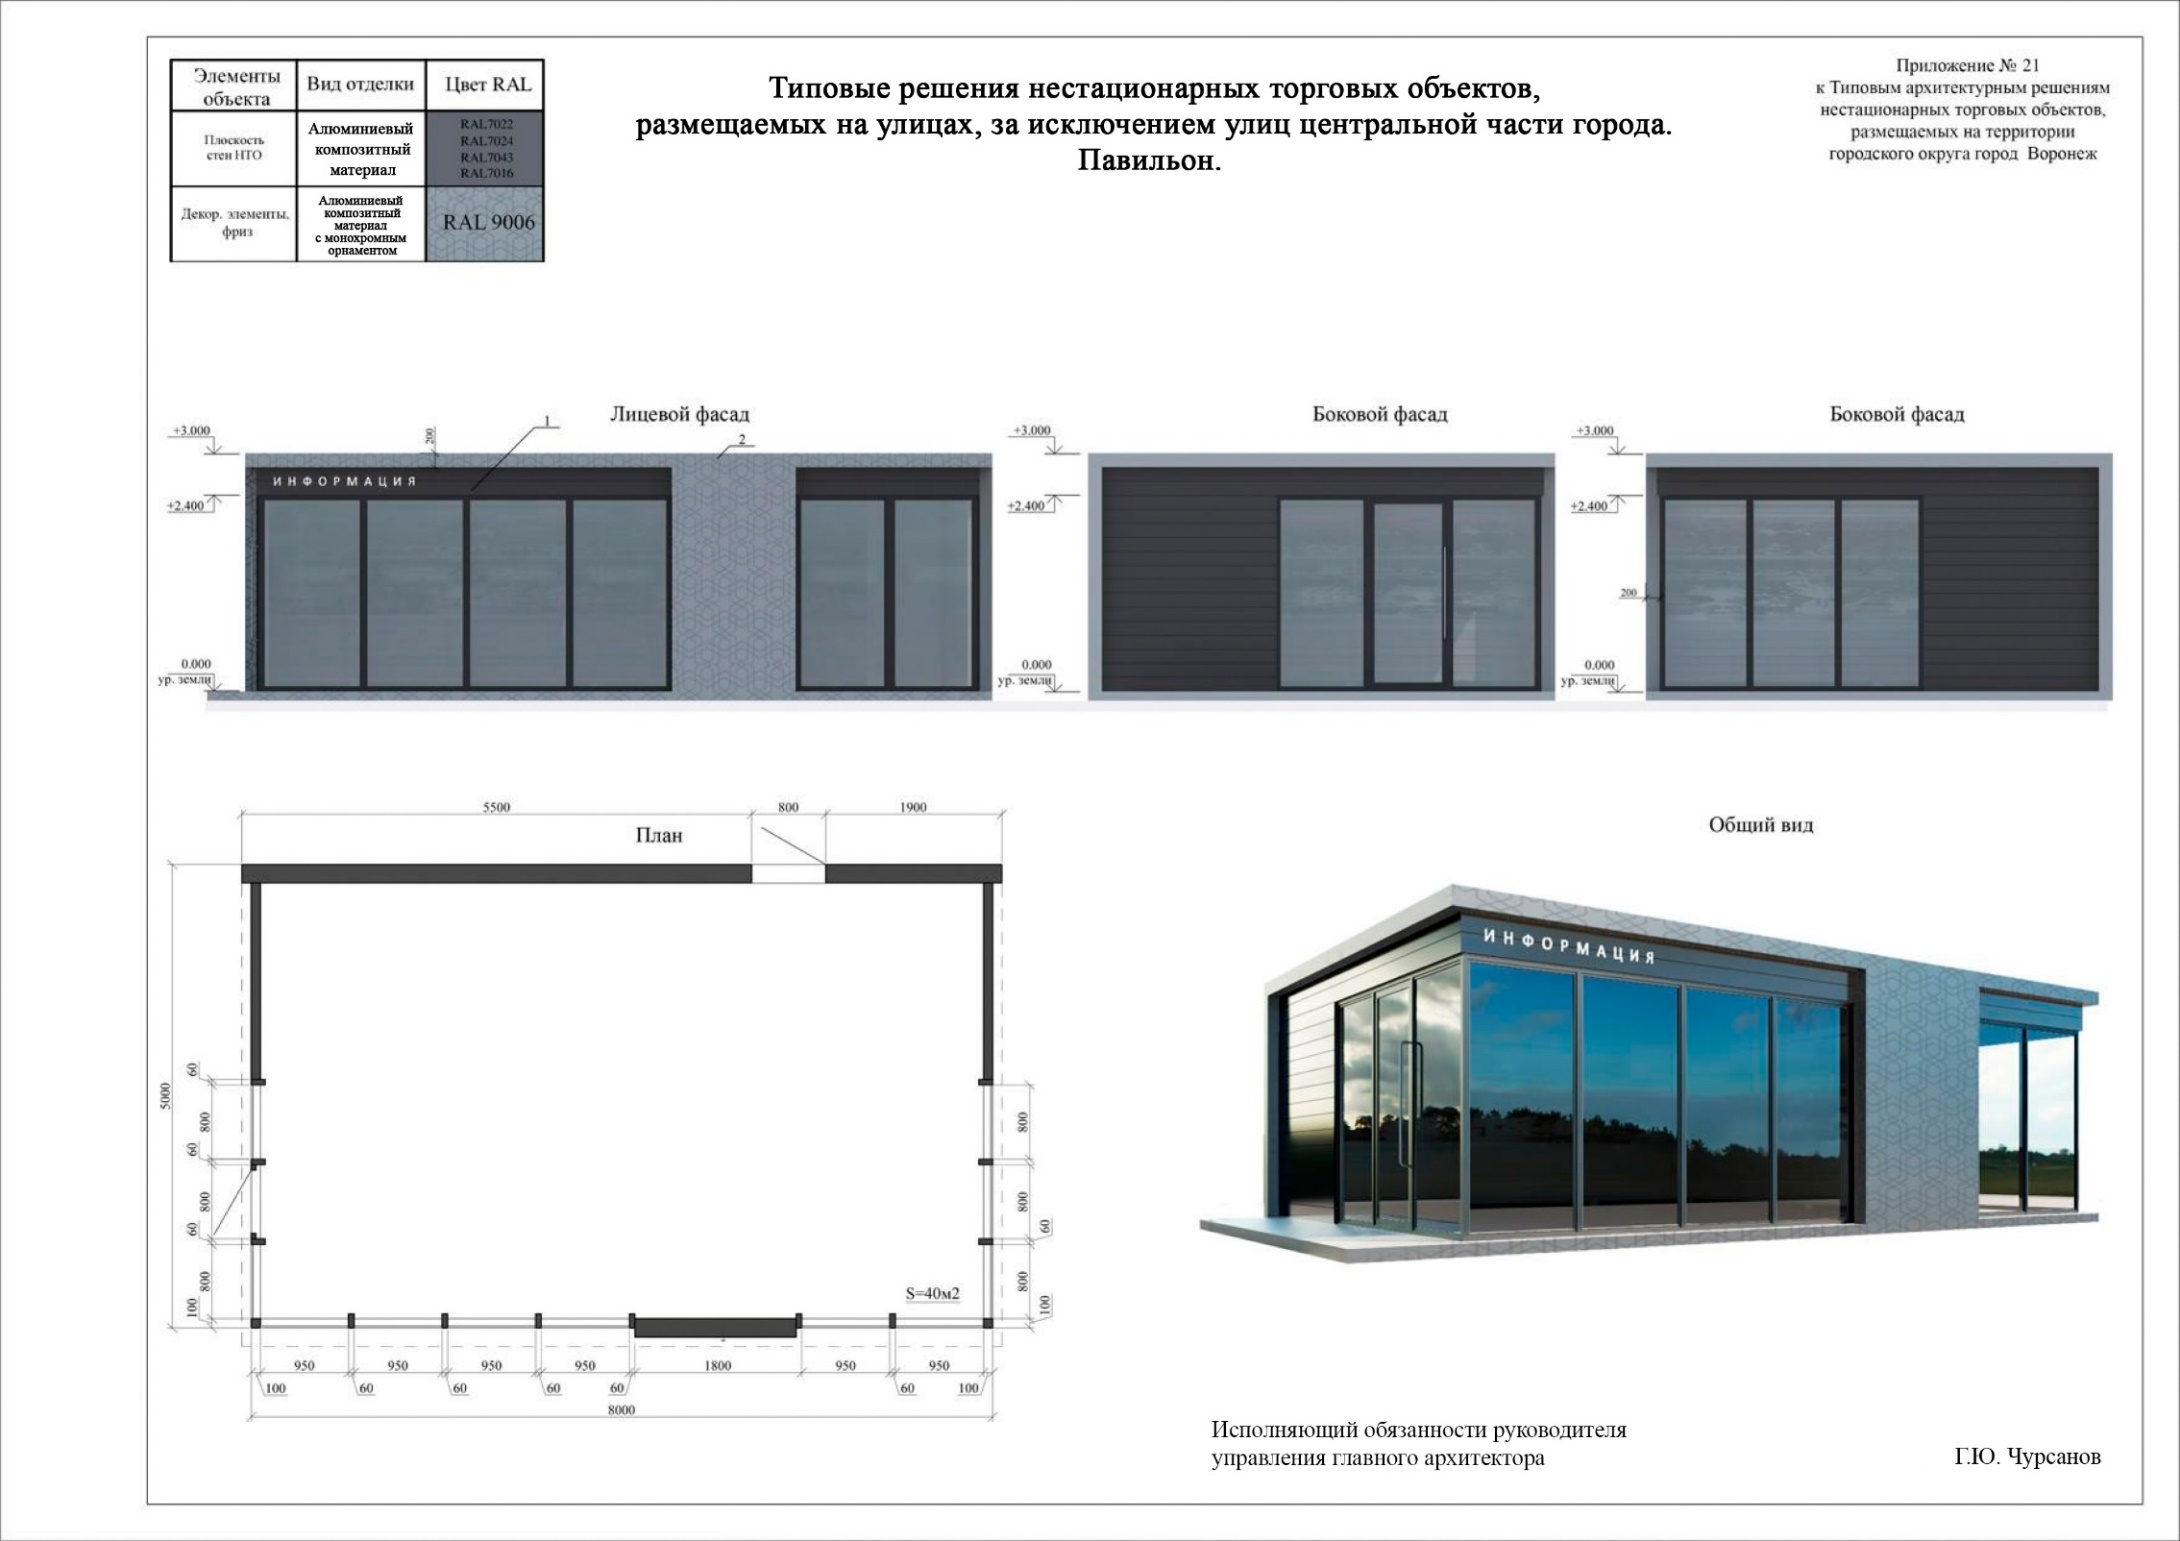 Элементы
объекта
Вид отделки
Цвет RAL
Плоскость
стен НТО
Алюминиевый
композитный
материал
RAL7022
RAL7024
RAL7043
RAL7016
Декор. элементы,
фриз
Алюминиевый
композитный
материал
с монохромным
орнаментом
RAL 9006
Типовые решения нестационарных торговых объектов,
размещаемых на улицах, за исключением улиц центральной части города.
Павильон.
Приложение № 21
к Типовым архитектурным решениям
нестационарных торговых объектов,
размещаемых на территории
городского округа город Воронеж
Лицевой фасад
+3.000
200
1
2
ИНФОРМАЦИЯ
+2.400
0.000
ур. земли
Боковой фасад
+3.000
+2.400
0.000
ур. земли
Боковой фасад
+3.000
+2.400
200
0.000
ур. земли
5500
800
1900
План
5000
60
800
60
800
60
800
100
800
800
60
800
100
S=40м2
950
950
950
950
1800
950
950
100
60
60
60
60
60
100
8000
Общий вид
ИНФОРМАЦИЯ
Исполняющий обязанности руководителя
управления главного архитектора
Г.Ю. Чурсанов